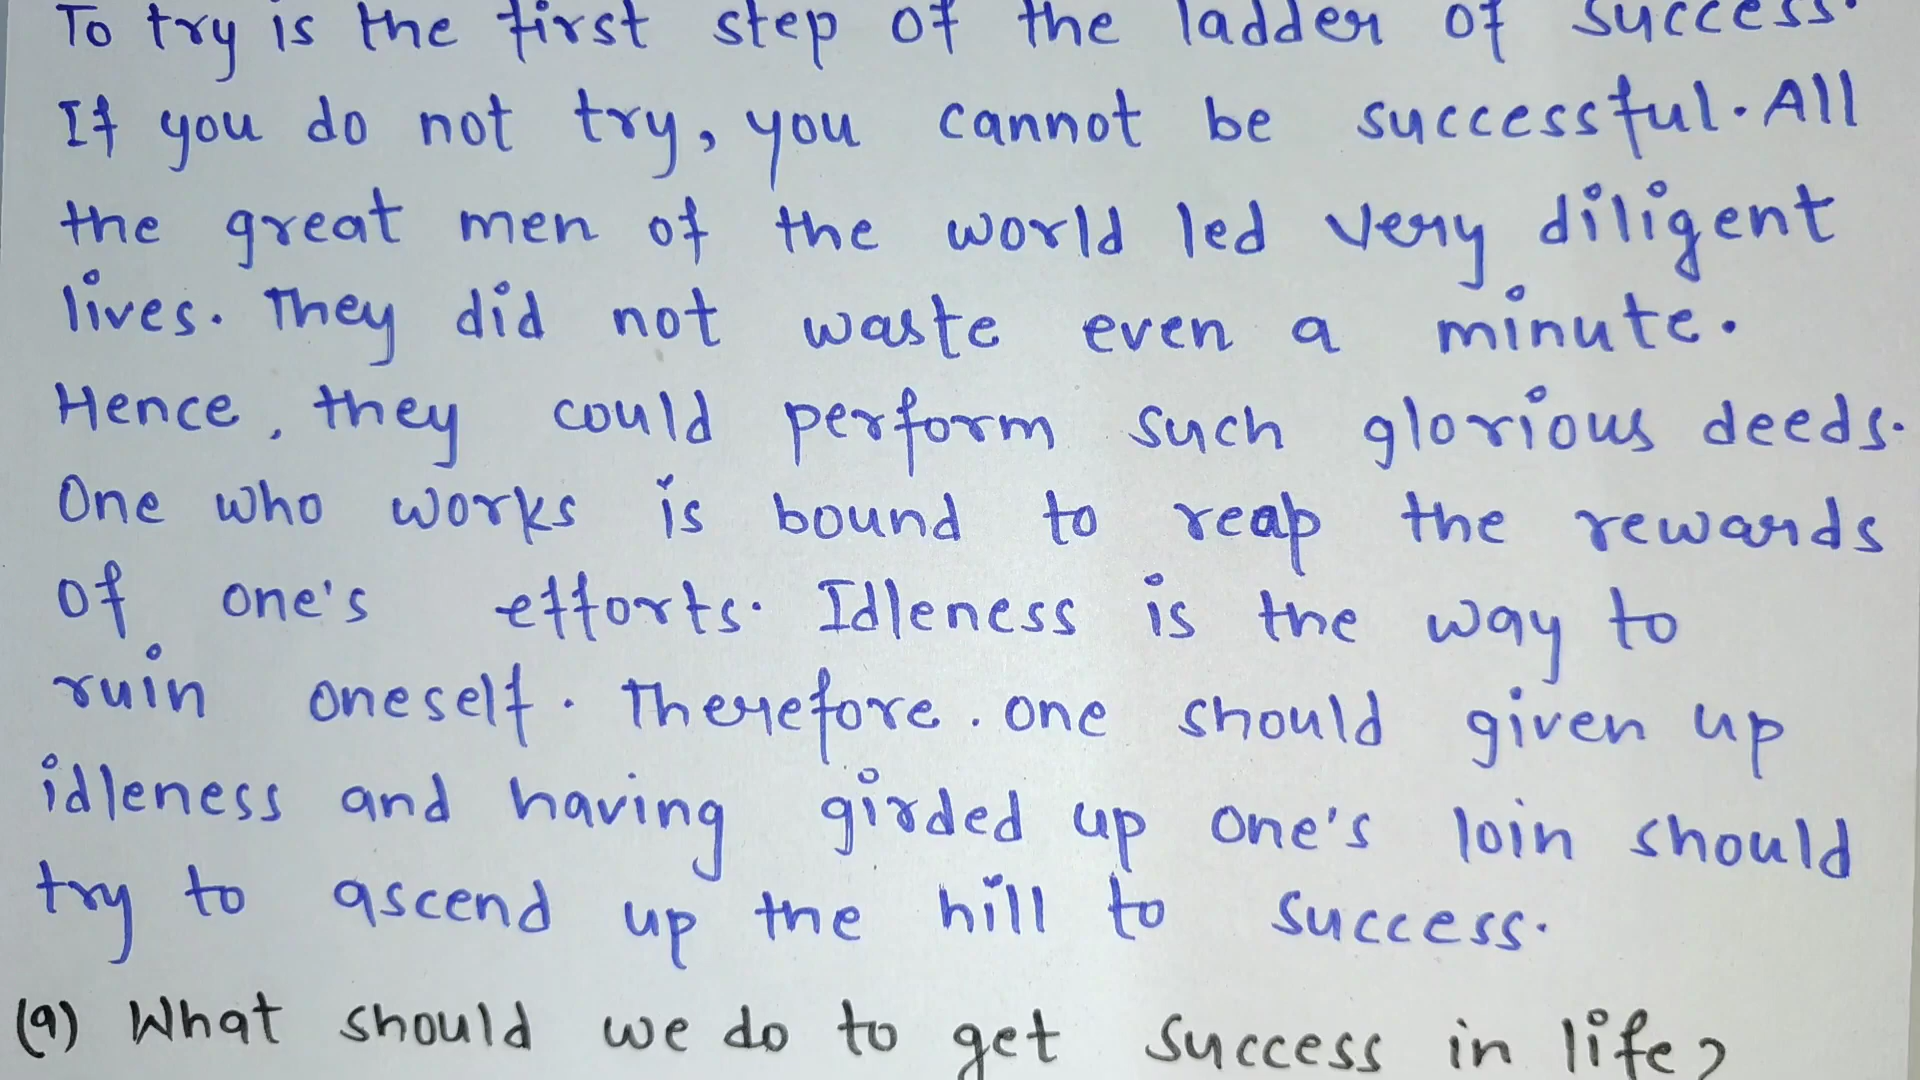 To try is the first step of the ladder of success.
If you do not try, you cannot be successful. All
the great men of the world led very diligent
lives. They did not waste even a minute.
Hence, they could perform such glorious deeds.
One who works is bound to reap the rewards
of one's efforts. Idleness is the way to
ruin oneself. Therefore. one should given up
idleness and having girded up one's loin should
try to ascend up the hill to success.
(a) What should we do to get success in life?